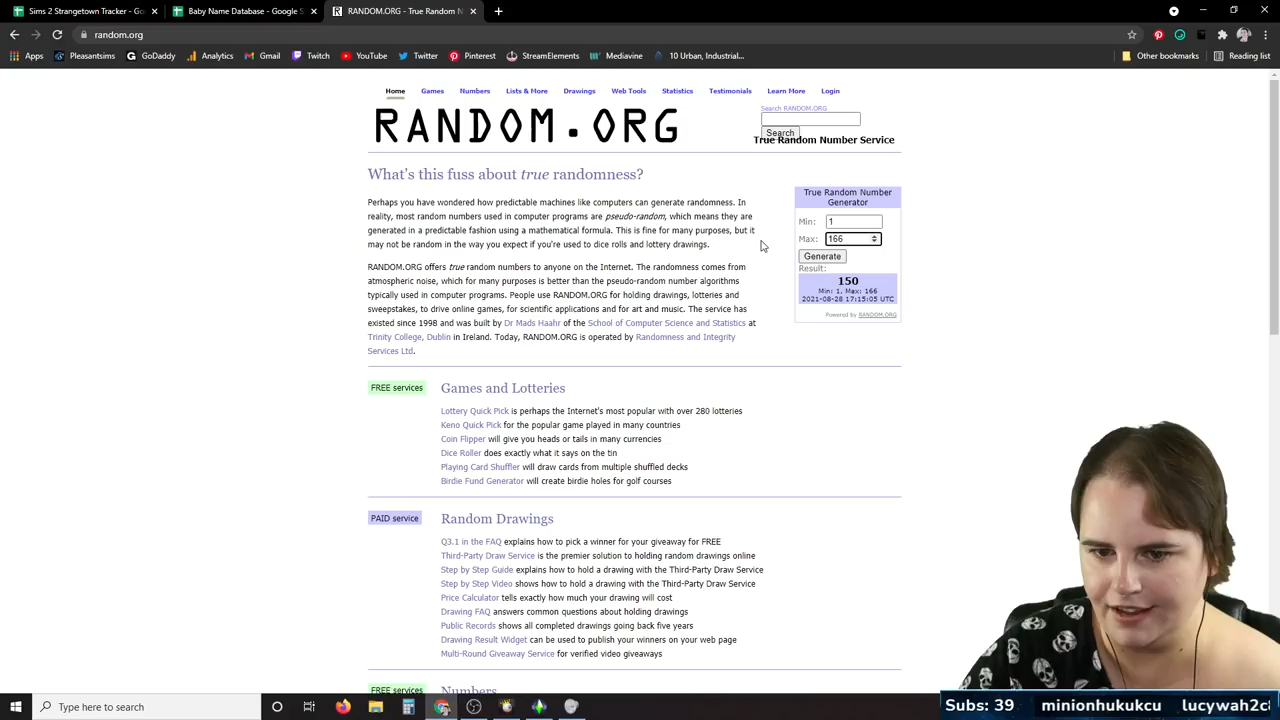 Sims 2 Strangetown Tracker - Go
Baby Name Database - Google S
RANDOM.ORG - True Random Num
random.org
Apps Pleasantsims GoDaddy Analytics Gmail Twitch YouTube Twitter Pinterest StreamElements Mediavine 10 Urban, Industrial... Other bookmarks Reading list
Home Games Numbers Lists & More Drawings Web Tools Statistics Testimonials Learn More Login
Search RANDOM.ORG
RANDOM.ORG
Search
True Random Number Service
What's this fuss about true randomness?
Perhaps you have wondered how predictable machines like computers can generate randomness. In
reality, most random numbers used in computer programs are pseudo-random, which means they are
generated in a predictable fashion using a mathematical formula. This is fine for many purposes, but it
may not be random in the way you expect if you're used to dice rolls and lottery drawings.
RANDOM.ORG offers true random numbers to anyone on the Internet. The randomness comes from
atmospheric noise, which for many purposes is better than the pseudo-random number algorithms
typically used in computer programs. People use RANDOM.ORG for holding drawings, lotteries and
sweepstakes, to drive online games, for scientific applications and for art and music. The service has
existed since 1998 and was built by Dr Mads Haahr of the School of Computer Science and Statistics at
Trinity College, Dublin in Ireland. Today, RANDOM.ORG is operated by Randomness and Integrity
Services Ltd.
True Random Number
Generator
Min: 1
Max: 166
Generate
Result:
150
Min: 1, Max: 166
2021-08-28 17:15:05 UTC
Powered by RANDOM.ORG
FREE services
Games and Lotteries
Lottery Quick Pick is perhaps the Internet's most popular with over 280 lotteries
Keno Quick Pick for the popular game played in many countries
Coin Flipper will give you heads or tails in many currencies
Dice Roller does exactly what it says on the tin
Playing Card Shuffler will draw cards from multiple shuffled decks
Birdie Fund Generator will create birdie holes for golf courses
PAID service
Random Drawings
Q3.1 in the FAQ explains how to pick a winner for your giveaway for FREE
Third-Party Draw Service is the premier solution to holding random drawings online
Step by Step Guide explains how to hold a drawing with the Third-Party Draw Service
Step by Step Video shows how to hold a drawing with the Third-Party Draw Service
Price Calculator tells exactly how much your drawing will cost
Drawing FAQ answers common questions about holding drawings
Public Records shows all completed drawings going back five years
Drawing Result Widget can be used to publish your winners on your web page
Multi-Round Giveaway Service for verified video giveaways
FREE services
Numbers
Type here to search
Subs: 39 minionhukukcu lucywah2c